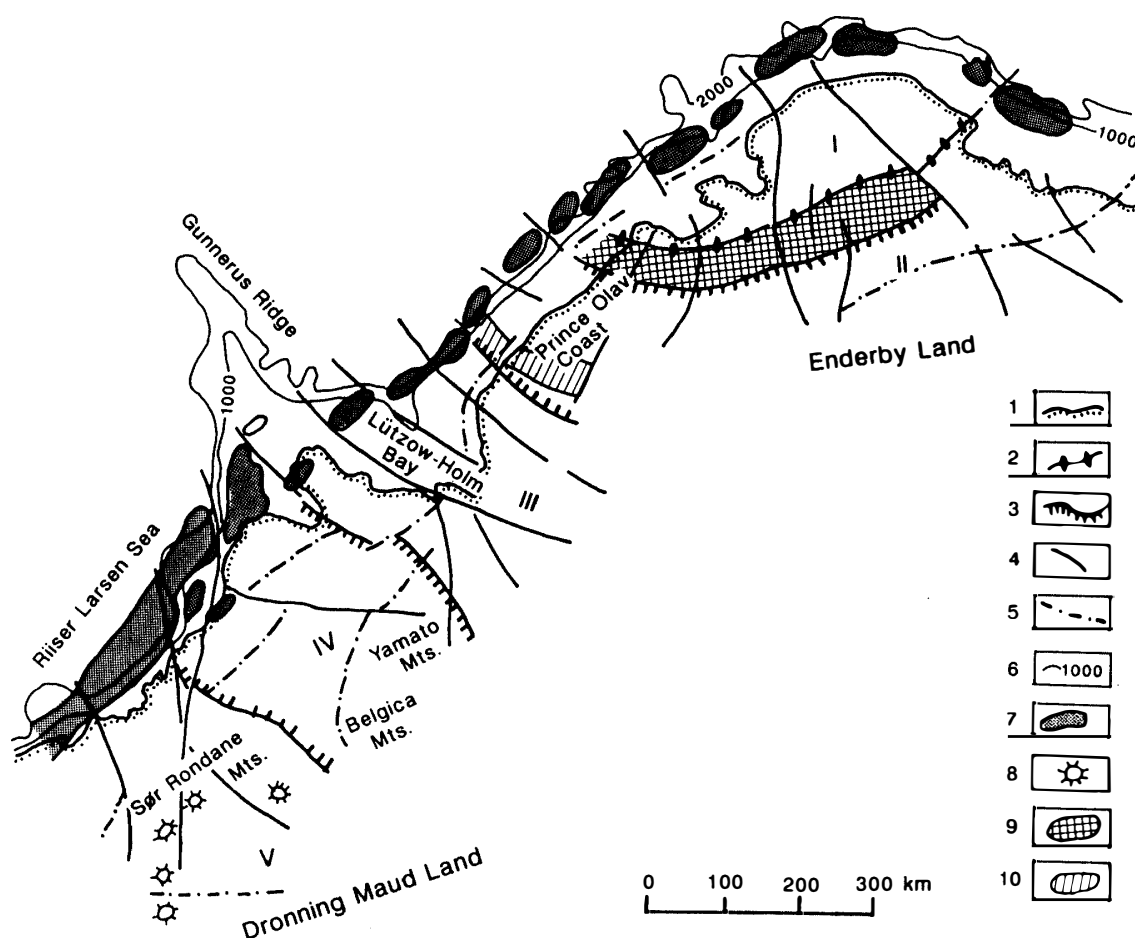 2000
1000
I
II
Gunnerus Ridge
Prince Olav
Coast
Enderby Land
1000
Lützow-Holm
Bay
III
Riiser Larsen Sea
IV
Yamato
Mts.
Belgica
Mts.
Sør Rondane
Mts.
V
Dronning Maud Land
1
2
3
4
5
6 1000
7
8
9
10
0 100 200 300 km